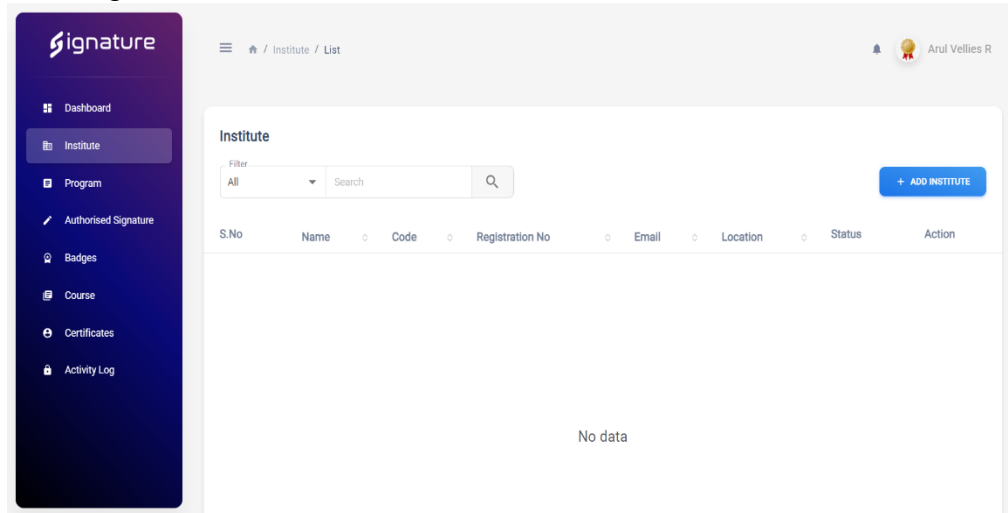 Signature
Institute / List
Arul Vellies R
Dashboard
Institute
Program
Authorised Signature
Badges
Course
Certificates
Activity Log
Institute
Filter
All
Search
+ ADD INSTITUTE
S.No Name Code Registration No Email Location Status Action
No data